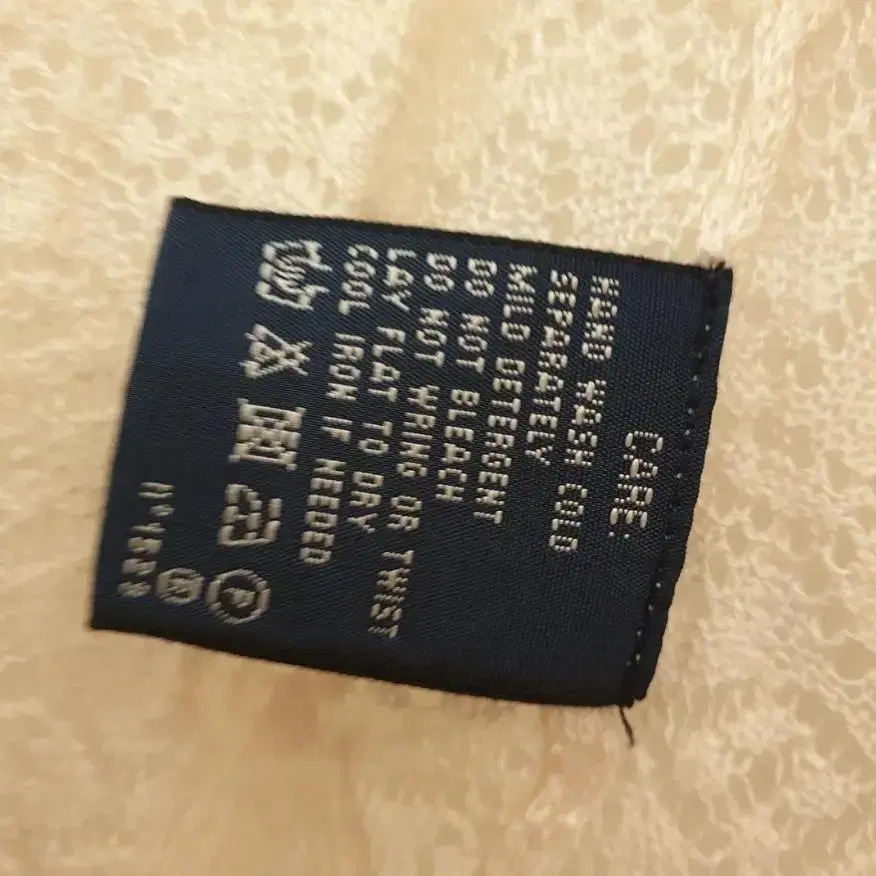 CARE:
HAND WASH COLD
SEPARATELY
MILD DETERGENT
DO NOT BLEACH
DO NOT WRING OR TWIST
LAY FLAT TO DRY
COOL IRON IF NEEDED